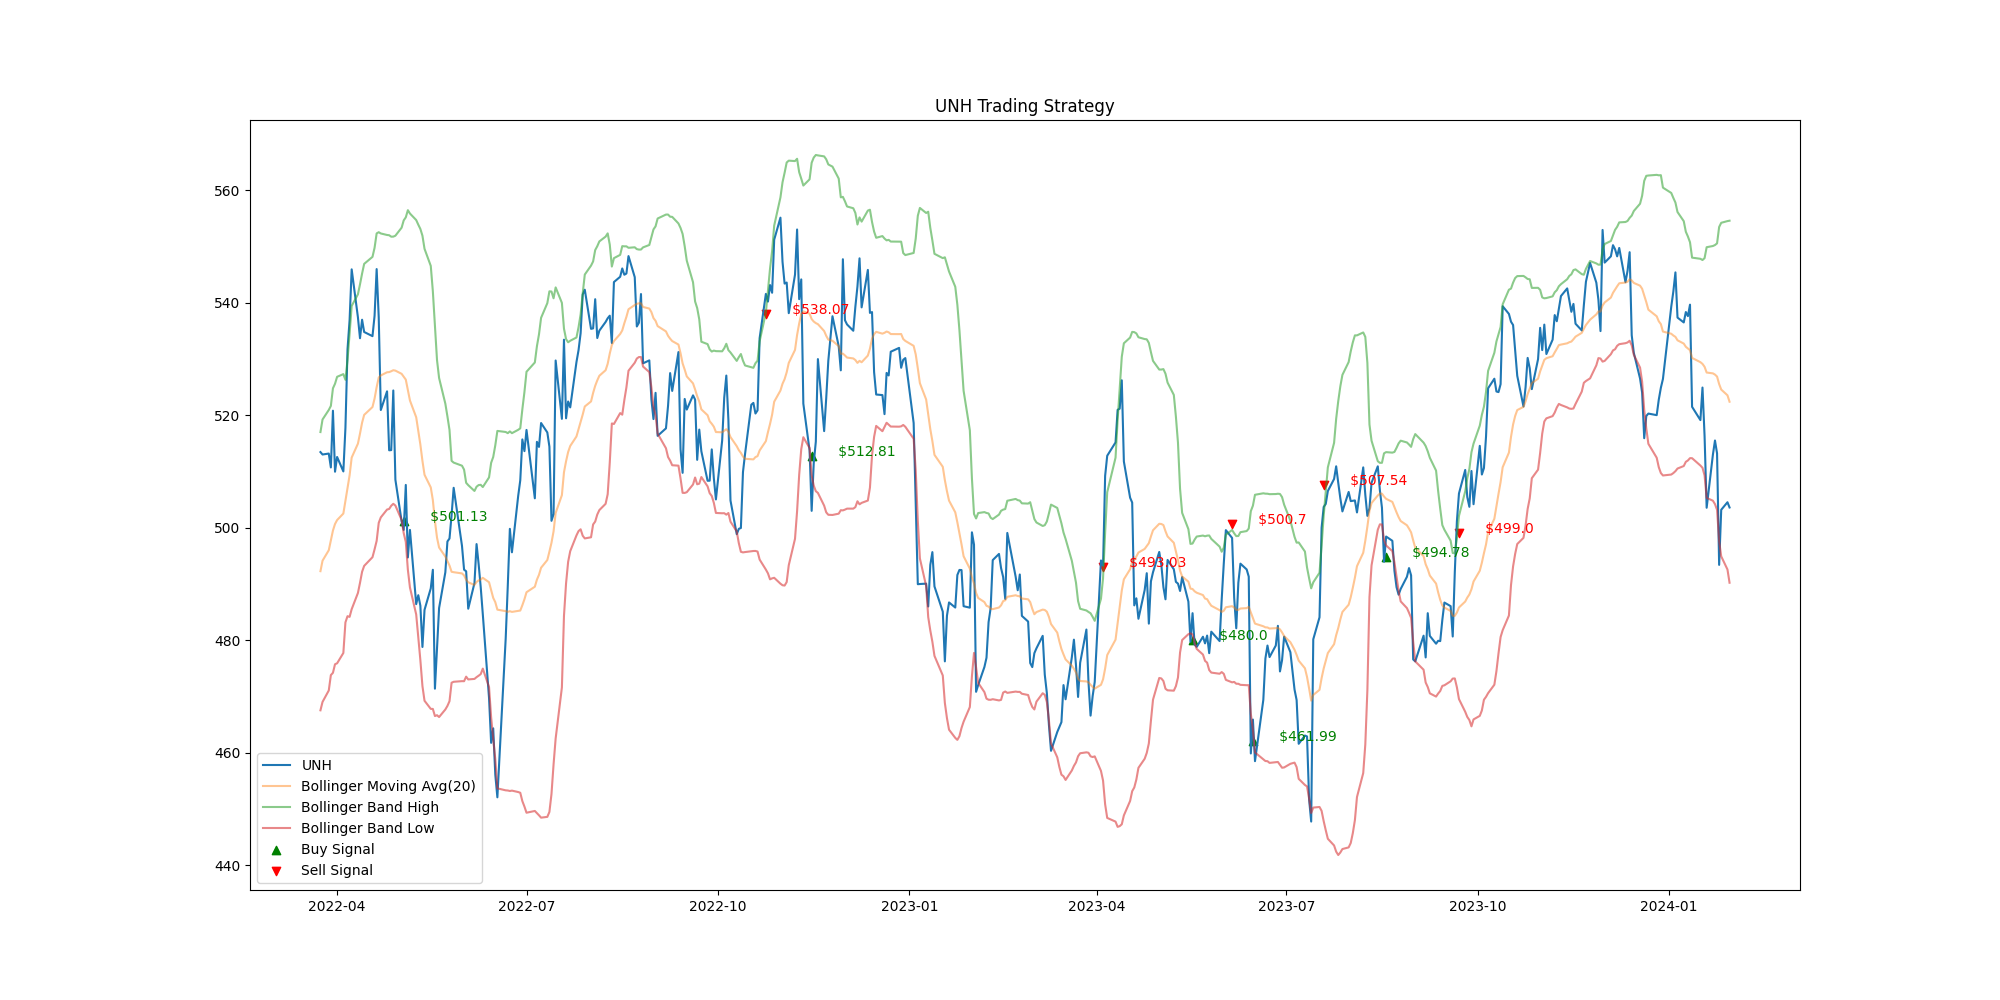 UNH Trading Strategy
560
540
520
500
480
460
440
$538.07
$512.81
$501.13
$493.03
$500.7
$480.0
$461.99
$507.54
$494.78
$499.0
UNH
Bollinger Moving Avg(20)
Bollinger Band High
Bollinger Band Low
Buy Signal
Sell Signal
2022-04 2022-07 2022-10 2023-01 2023-04 2023-07 2023-10 2024-01